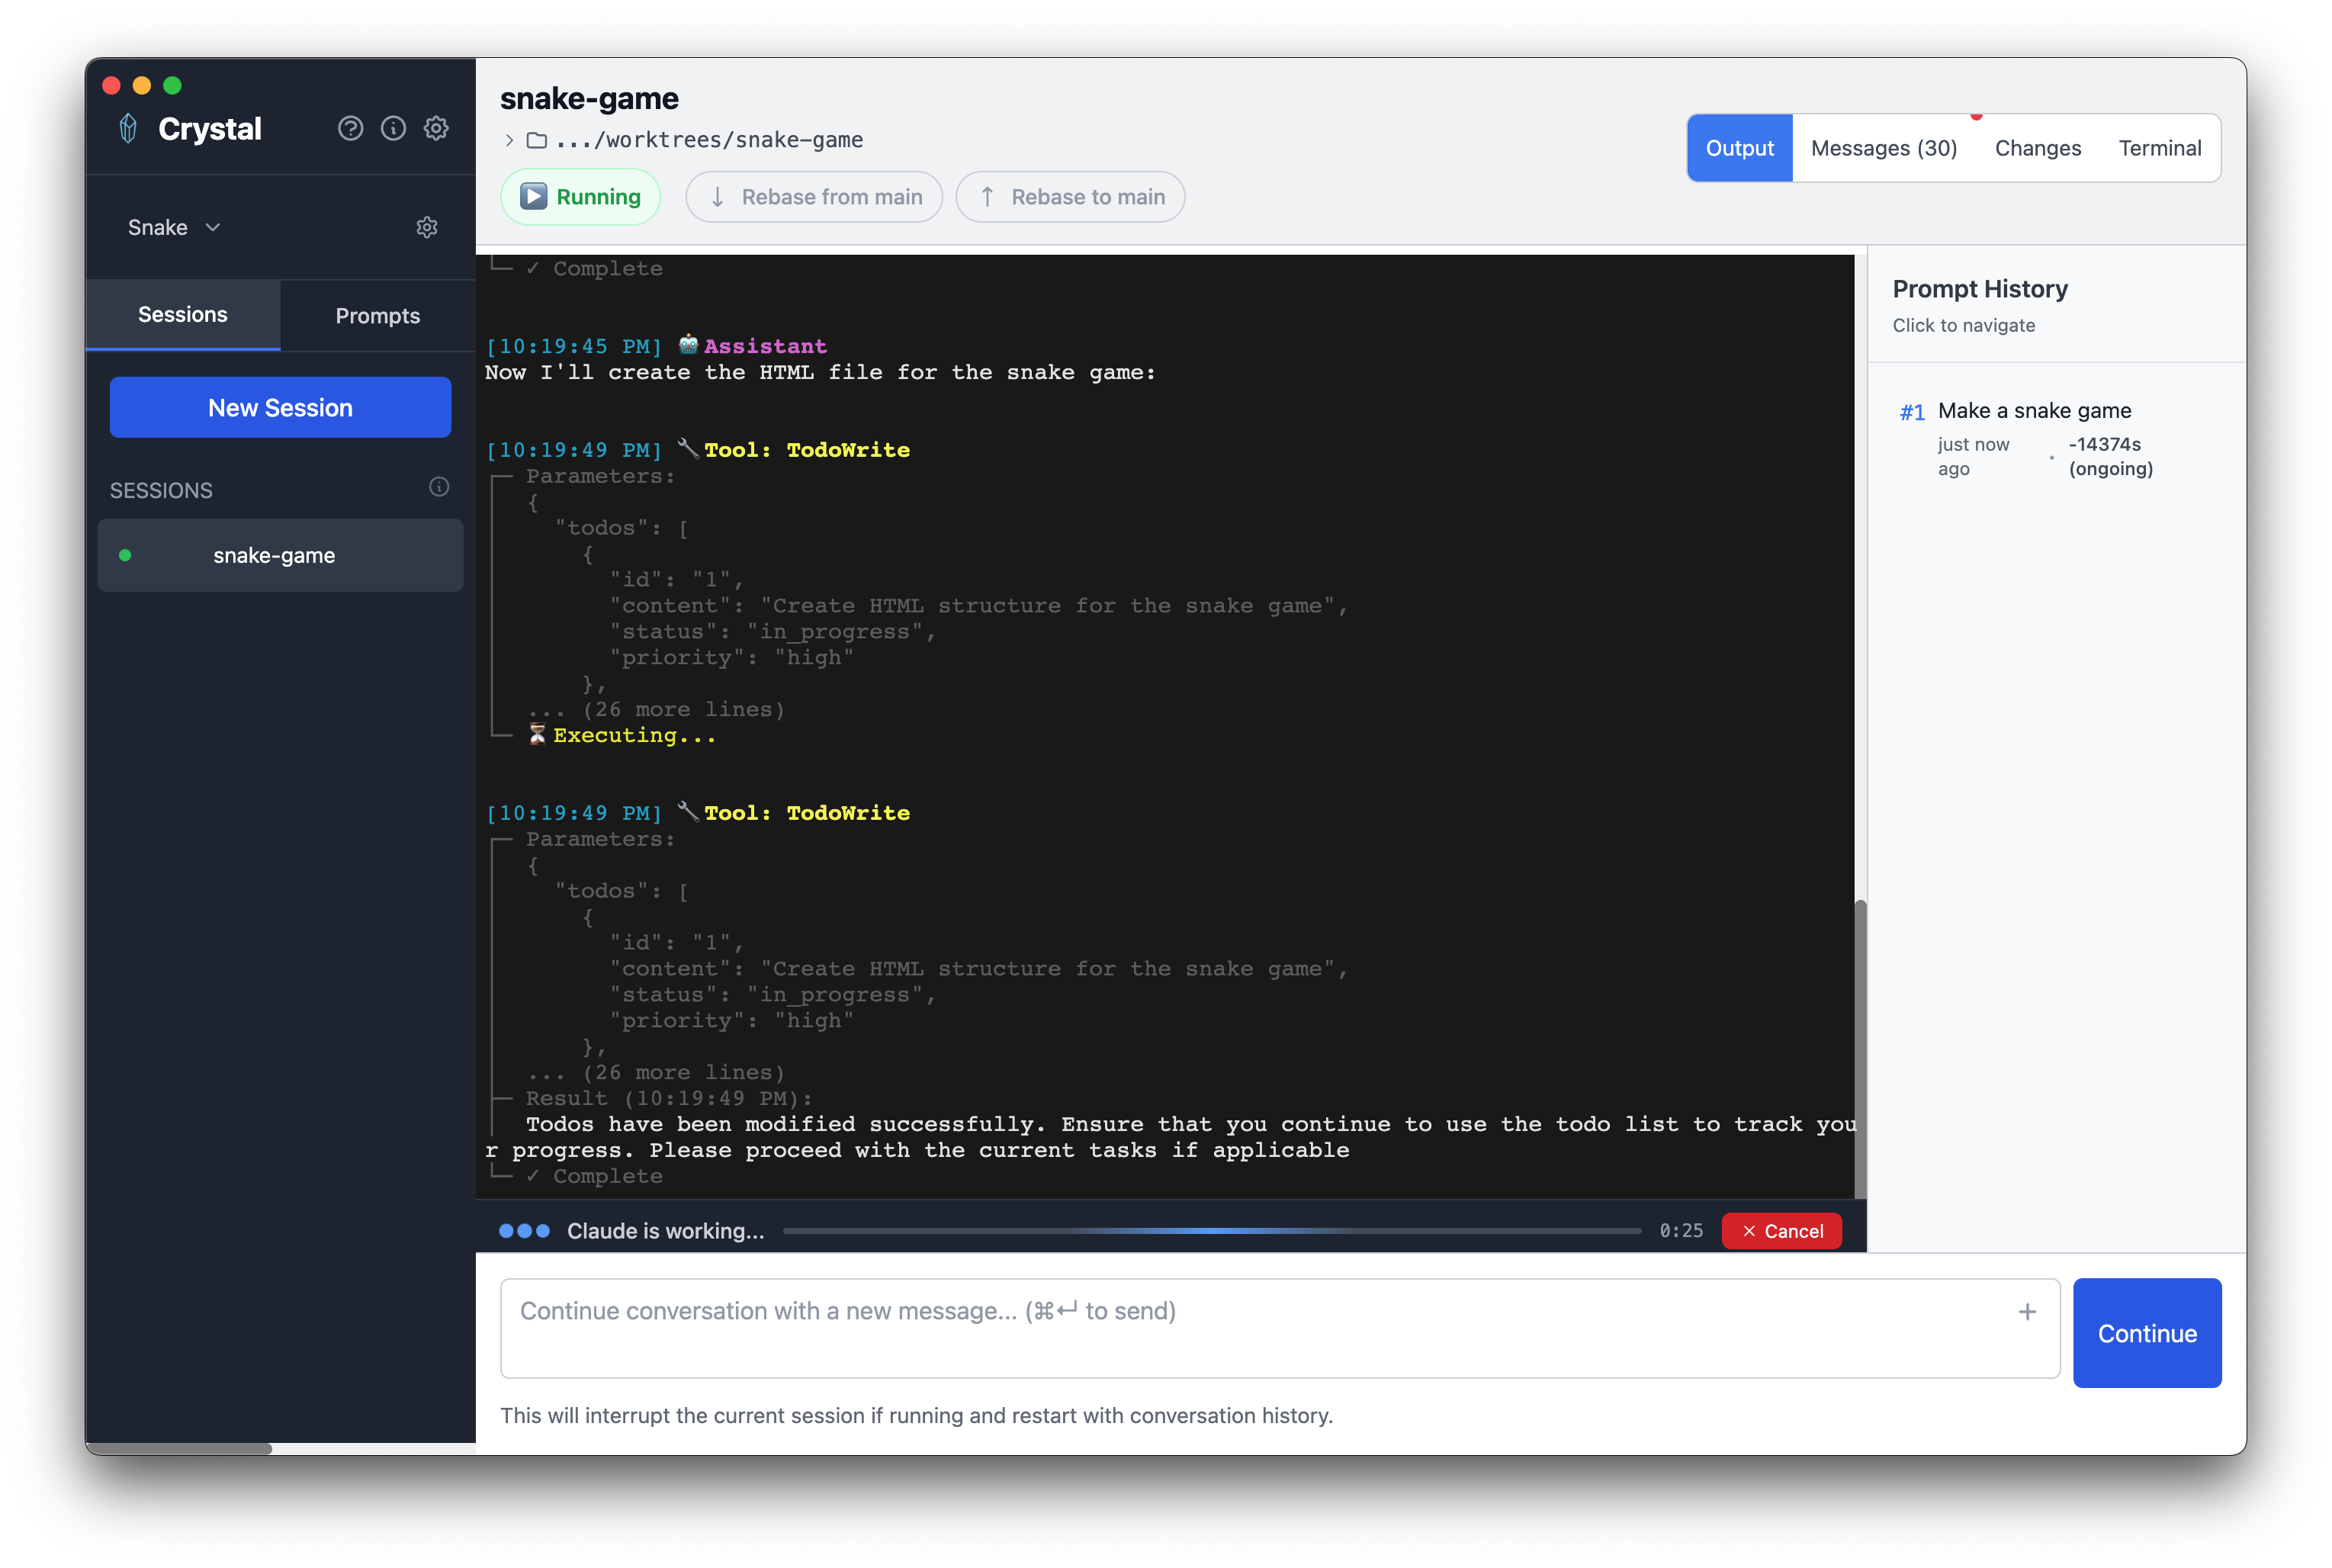 Crystal
Snake
Sessions
Prompts
New Session
SESSIONS
snake-game
snake-game
.../worktrees/snake-game
Running
Rebase from main
Rebase to main
Output
Messages (30)
Changes
Terminal
└─ ✓ Complete
[10:19:45 PM] 🤖 Assistant
Now I'll create the HTML file for the snake game:
[10:19:49 PM] 🔧 Tool: TodoWrite
┌─ Parameters:
{
"todos": [
{
"id": "1",
"content": "Create HTML structure for the snake game",
"status": "in_progress",
"priority": "high"
},
... (26 more lines)
└─ ⏳ Executing...
[10:19:49 PM] 🔧 Tool: TodoWrite
┌─ Parameters:
{
"todos": [
{
"id": "1",
"content": "Create HTML structure for the snake game",
"status": "in_progress",
"priority": "high"
},
... (26 more lines)
├─ Result (10:19:49 PM):
Todos have been modified successfully. Ensure that you continue to use the todo list to track you
r progress. Please proceed with the current tasks if applicable
└─ ✓ Complete
Claude is working...
0:25
× Cancel
Prompt History
Click to navigate
#1 Make a snake game
just now ago · -14374s (ongoing)
Continue conversation with a new message... (⌘↵ to send)
+
Continue
This will interrupt the current session if running and restart with conversation history.